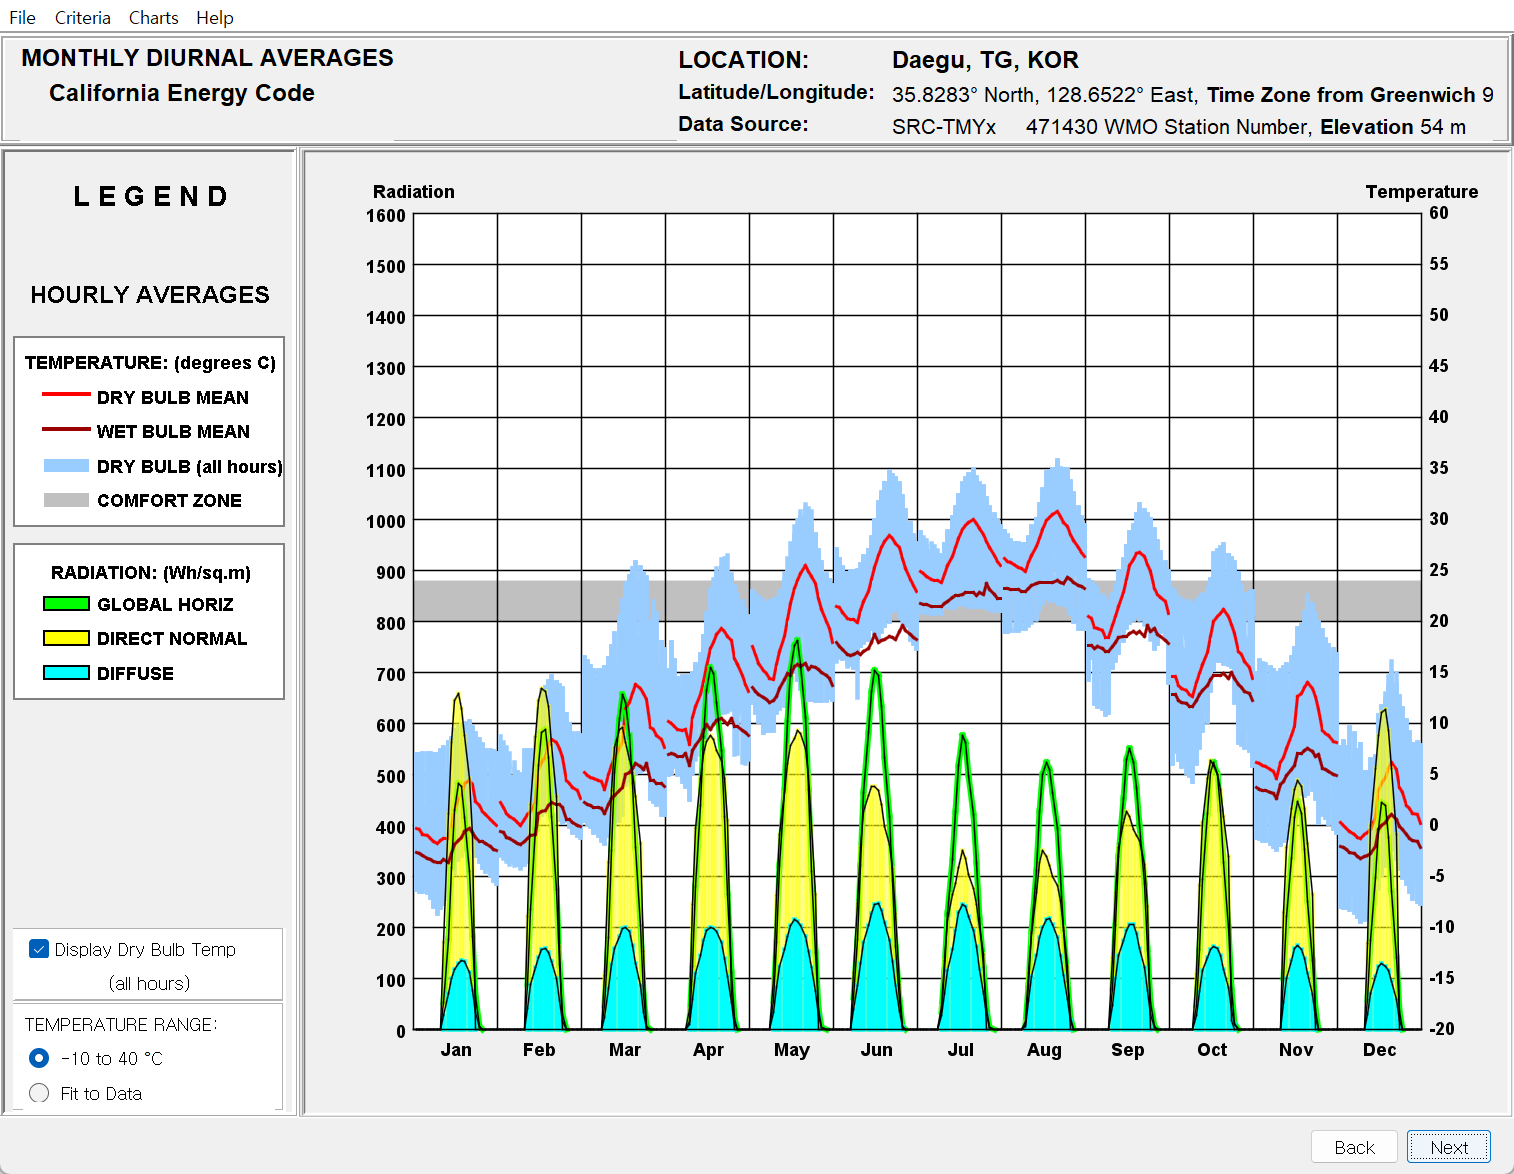 File Criteria Charts Help
MONTHLY DIURNAL AVERAGES
California Energy Code
LOCATION: Daegu, TG, KOR
Latitude/Longitude: 35.8283° North, 128.6522° East, Time Zone from Greenwich 9
Data Source: SRC-TMYx 471430 WMO Station Number, Elevation 54 m
LEGEND
HOURLY AVERAGES
TEMPERATURE: (degrees C)
DRY BULB MEAN
WET BULB MEAN
DRY BULB (all hours)
COMFORT ZONE
RADIATION: (Wh/sq.m)
GLOBAL HORIZ
DIRECT NORMAL
DIFFUSE
Display Dry Bulb Temp
(all hours)
TEMPERATURE RANGE:
-10 to 40 °C
Fit to Data
Radiation Temperature
1600 60
1500 55
1400 50
1300 45
1200 40
1100 35
1000 30
900 25
800 20
700 15
600 10
500 5
400 0
300 -5
200 -10
100 -15
0 -20
Jan Feb Mar Apr May Jun Jul Aug Sep Oct Nov Dec
Back Next